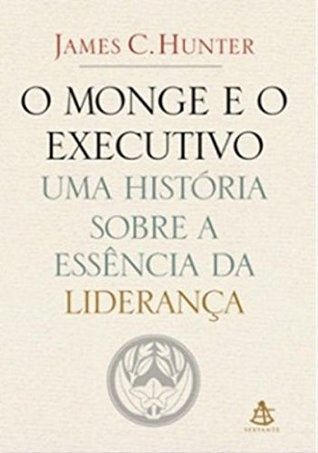 JAMES C. HUNTER
O MONGE E O
EXECUTIVO
UMA HISTÓRIA
SOBRE A
ESSÊNCIA DA
LIDERANÇA
SEXTANTE